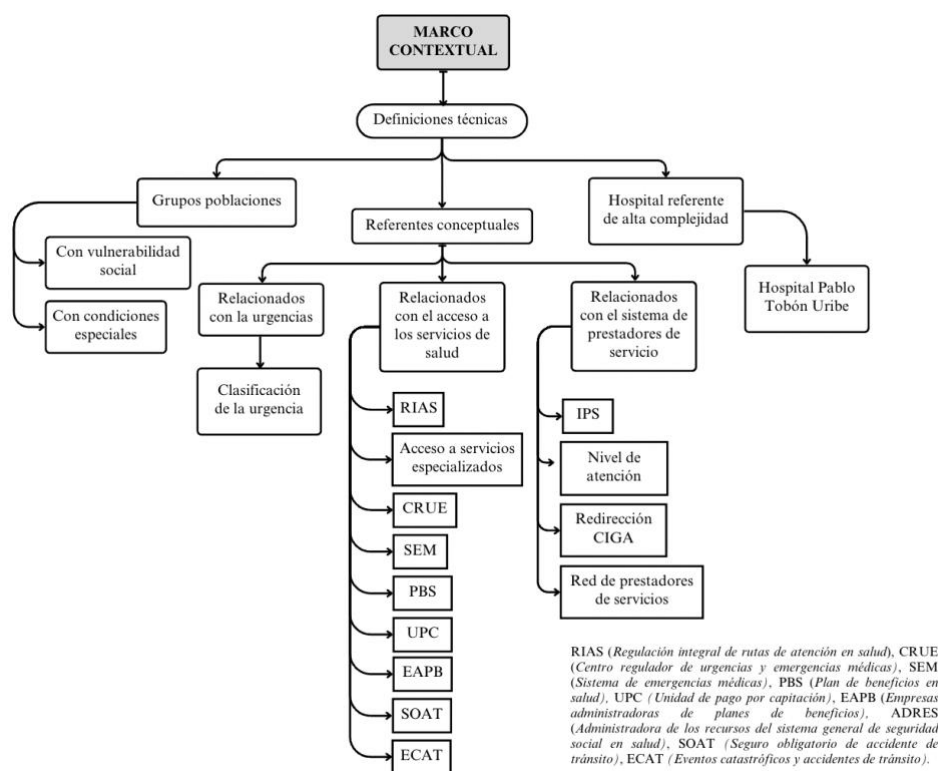 MARCO
CONTEXTUAL
Definiciones técnicas
Grupos poblaciones
Con vulnerabilidad
social
Con condiciones
especiales
Referentes conceptuales
Hospital referente
de alta complejidad
Hospital Pablo
Tobón Uribe
Relacionados
con la urgencias
Clasificación
de la urgencia
Relacionados
con el acceso a
los servicios de
salud
RIAS
Acceso a servicios
especializados
CRUE
SEM
PBS
UPC
EAPB
SOAT
ECAT
Relacionados
con el sistema de
prestadores de
servicio
IPS
Nivel de
atención
Redirección
CIGA
Red de prestadores
de servicios
RIAS (Regulación integral de rutas de atención en salud), CRUE
(Centro regulador de urgencias y emergencias médicas), SEM
(Sistema de emergencias médicas), PBS (Plan de beneficios en
salud), UPC (Unidad de pago por capitación), EAPB (Empresas
administradoras de planes de beneficios), ADRES
(Administradora de los recursos del sistema general de seguridad
social en salud), SOAT (Seguro obligatorio de accidente de
tránsito), ECAT (Eventos catastróficos y accidentes de tránsito).